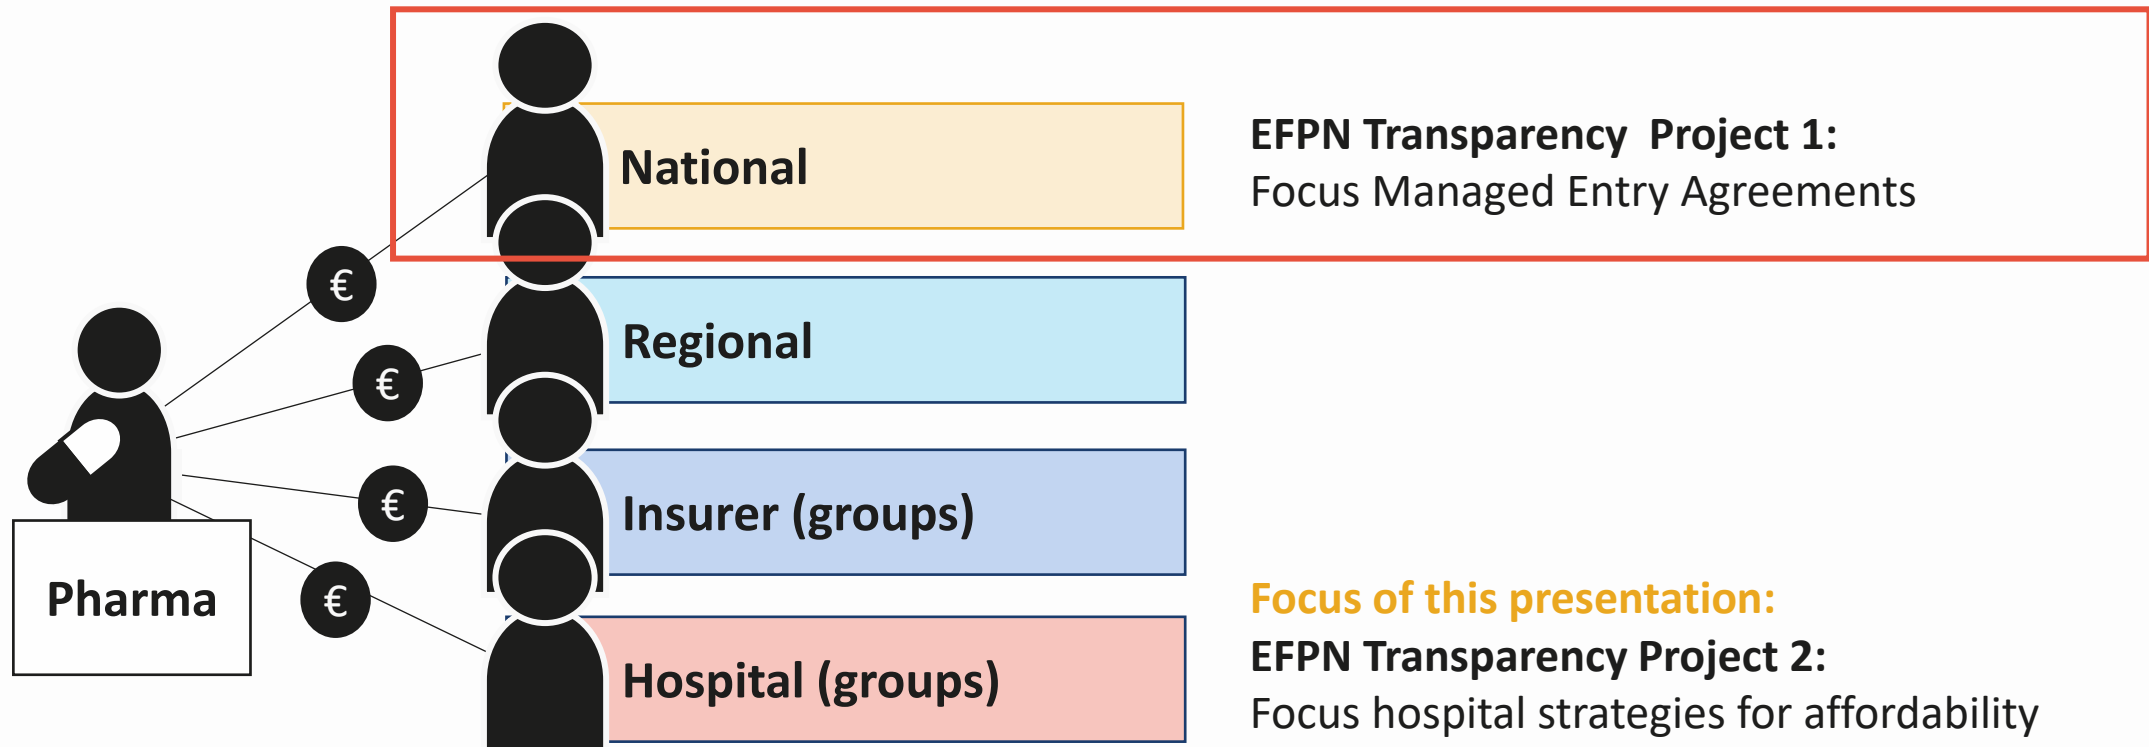 National
EFPN Transparency Project 1:
Focus Managed Entry Agreements
€
Regional
€
Insurer (groups)
€
Pharma
€
Hospital (groups)
Focus of this presentation:
EFPN Transparency Project 2:
Focus hospital strategies for affordability